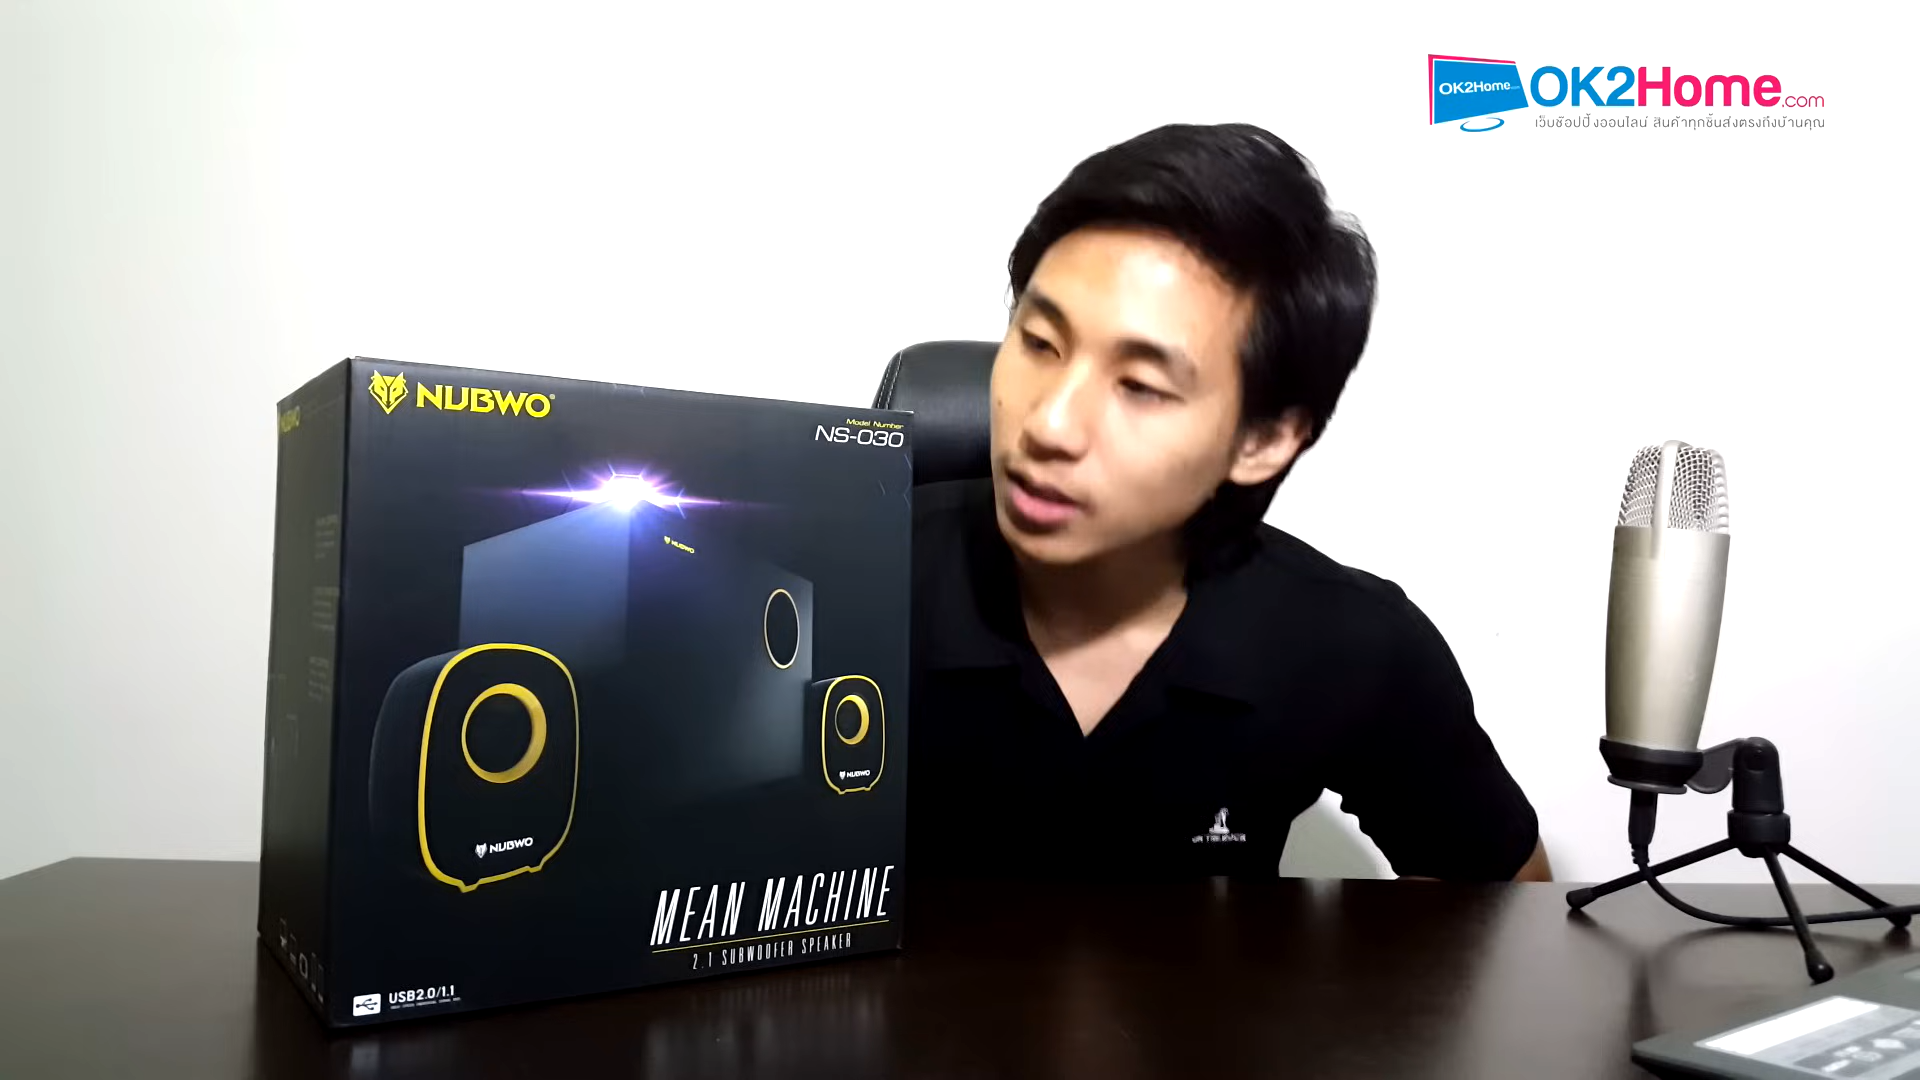 OK2Home.com
OK2Home.com
เว็บช้อปปิ้งออนไลน์ สินค้าทุกชิ้นส่งตรงถึงบ้านคุณ
NUBWO
NUBWO
Model Number
NS-030
NUBWO
NUBWO
NUBWO
MEAN MACHINE
2.1 SUBWOOFER SPEAKER
USB2.0/1.1